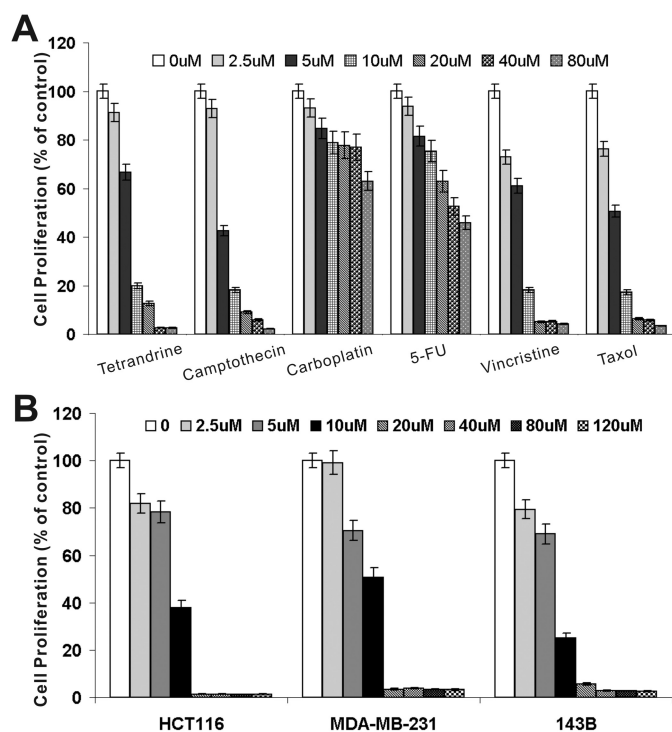 A
120
100
80
60
40
20
0
Cell Proliferation (% of control)
0uM 2.5uM 5uM 10uM 20uM 40uM 80uM
Tetrandrine Camptothecin Carboplatin 5-FU Vincristine Taxol
B
120
100
80
60
40
20
0
Cell Proliferation (% of control)
0 2.5uM 5uM 10uM 20uM 40uM 80uM 120uM
HCT116 MDA-MB-231 143B